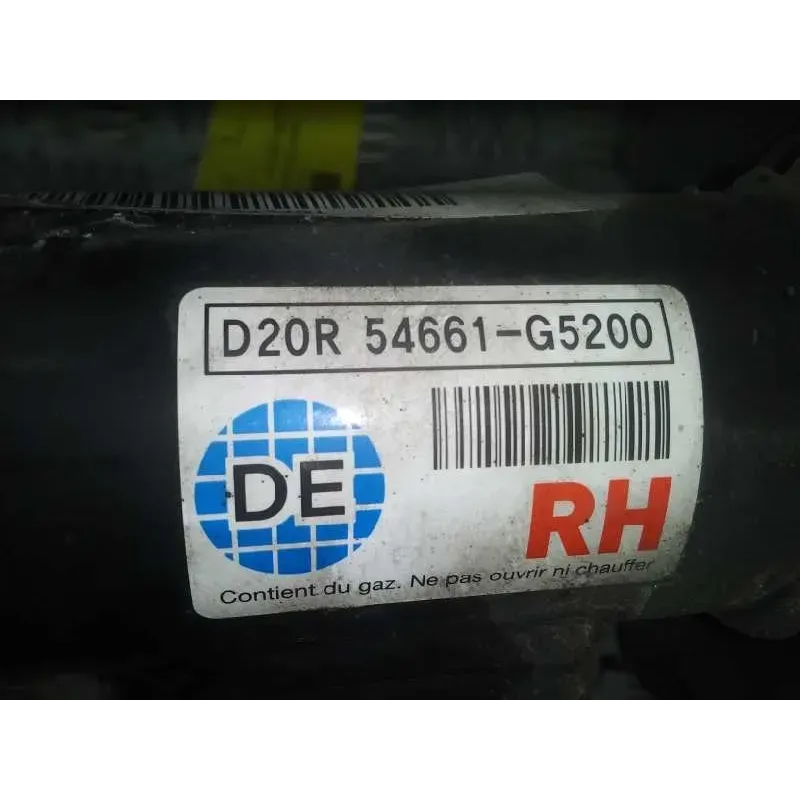 D20R 54661-G5200
DE
RH
Contient du gaz. Ne pas ouvrir ni chauffer